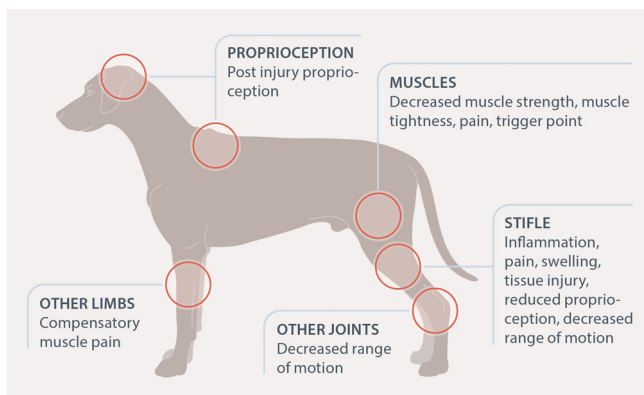 PROPRIOCEPTION
Post injury proprio-
ception
MUSCLES
Decreased muscle strength, muscle
tightness, pain, trigger point
STIFLE
Inflammation,
pain, swelling,
tissue injury,
reduced proprio-
ception, decreased
range of motion
OTHER LIMBS
Compensatory
muscle pain
OTHER JOINTS
Decreased range
of motion